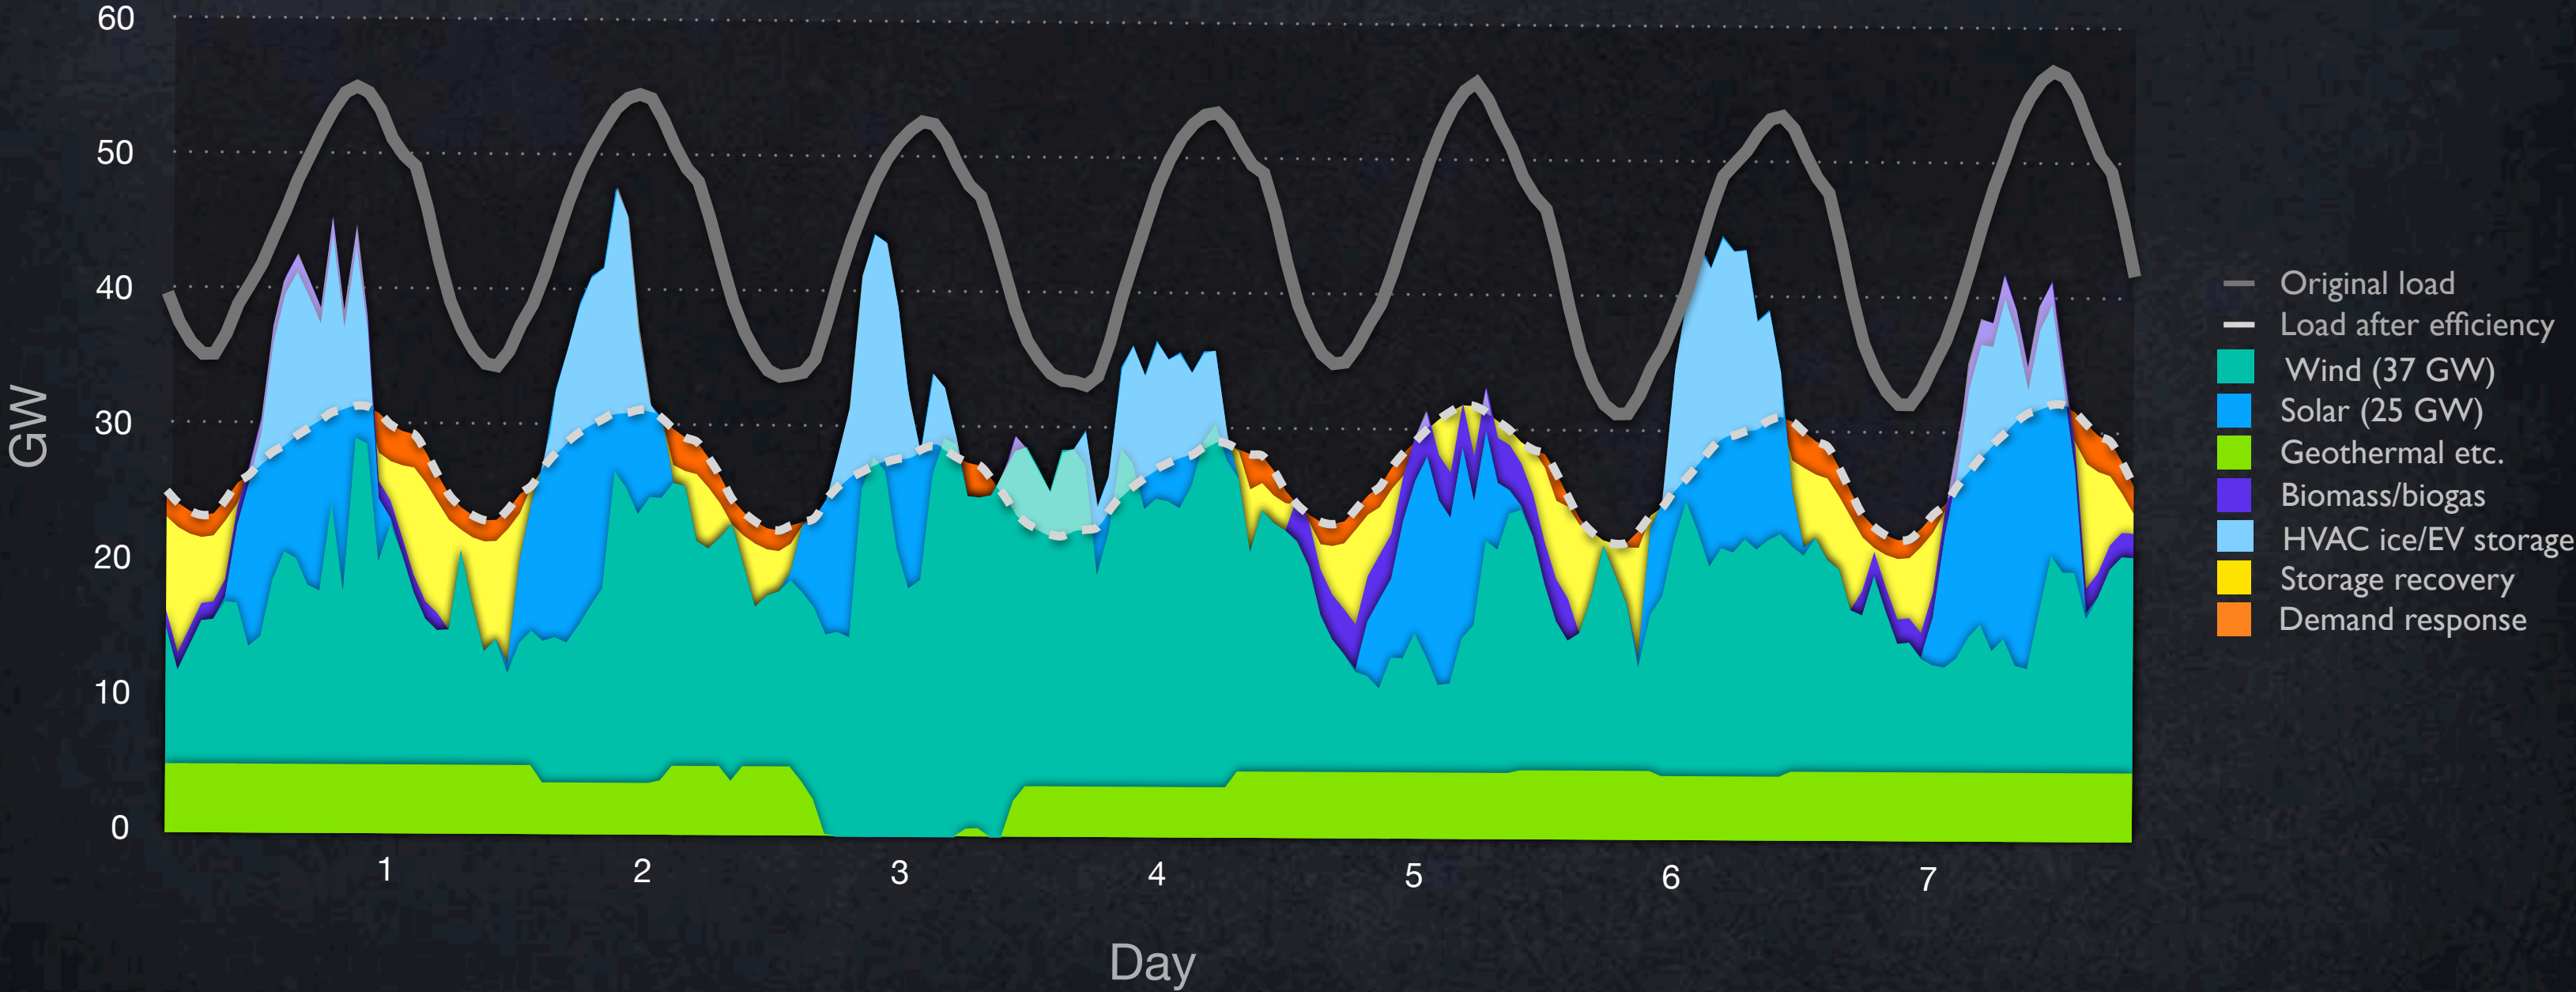 60
50
40
30
20
10
0
GW
1 2 3 4 5 6 7
Day
Original load
Load after efficiency
Wind (37 GW)
Solar (25 GW)
Geothermal etc.
Biomass/biogas
HVAC ice/EV storage
Storage recovery
Demand response